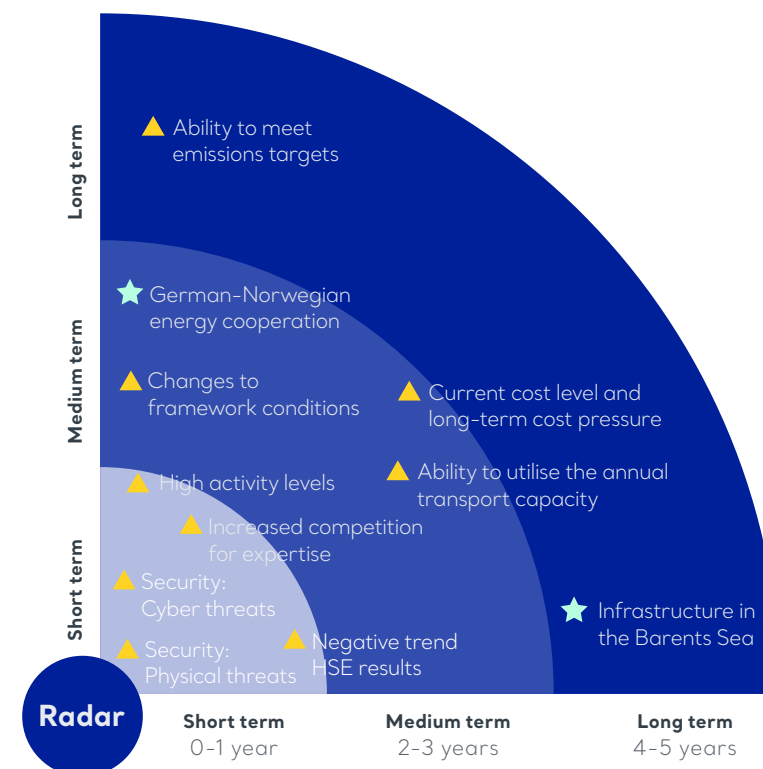 Long term
Ability to meet
emissions targets
German-Norwegian
energy cooperation
Medium term
Changes to
framework conditions
Current cost level and
long-term cost pressure
Ability to utilise the annual
transport capacity
High activity levels
Increased competition
for expertise
Short term
Security:
Cyber threats
Security:
Physical threats
Negative trend
HSE results
Infrastructure in
the Barents Sea
Radar
Short term
0-1 year
Medium term
2-3 years
Long term
4-5 years